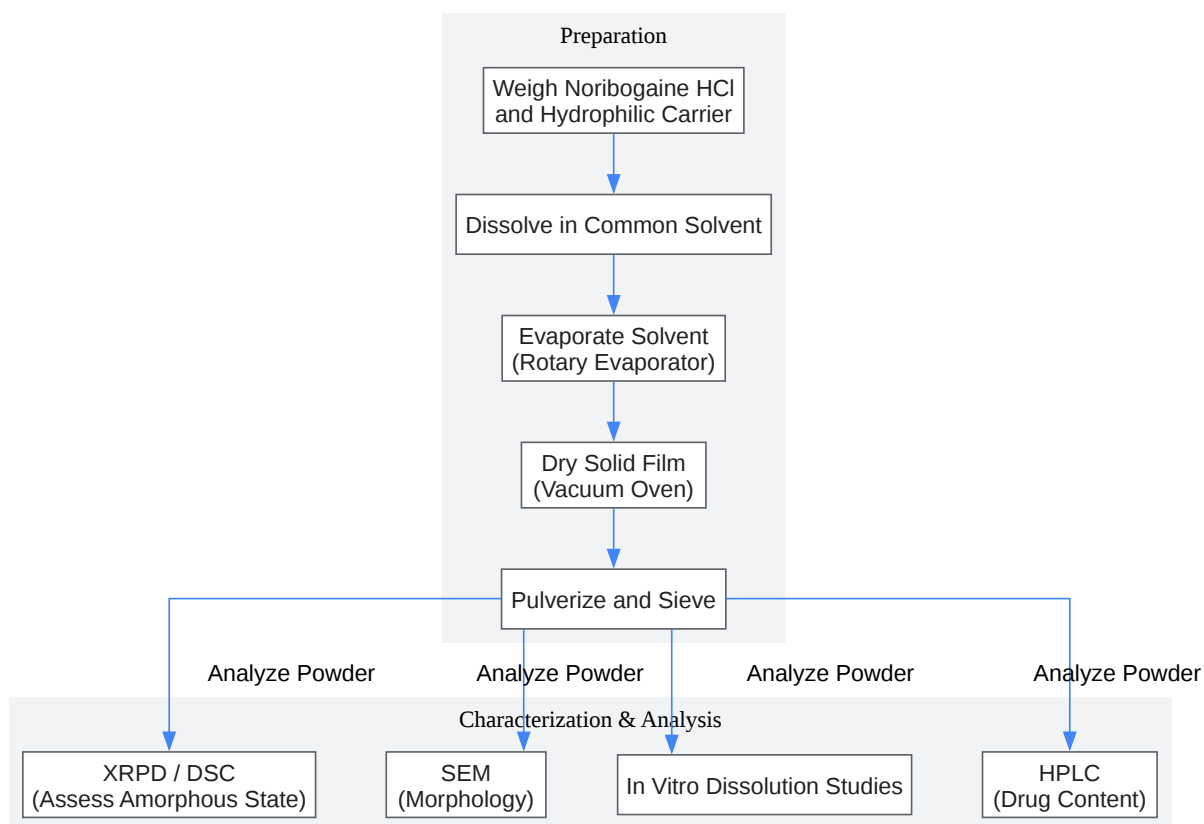 Preparation
Weigh Noribogaine HCl
and Hydrophilic Carrier
Dissolve in Common Solvent
Evaporate Solvent
(Rotary Evaporator)
Dry Solid Film
(Vacuum Oven)
Pulverize and Sieve
Analyze Powder
Analyze Powder
Analyze Powder
Analyze Powder
Characterization & Analysis
XRPD / DSC
(Assess Amorphous State)
SEM
(Morphology)
In Vitro Dissolution Studies
HPLC
(Drug Content)